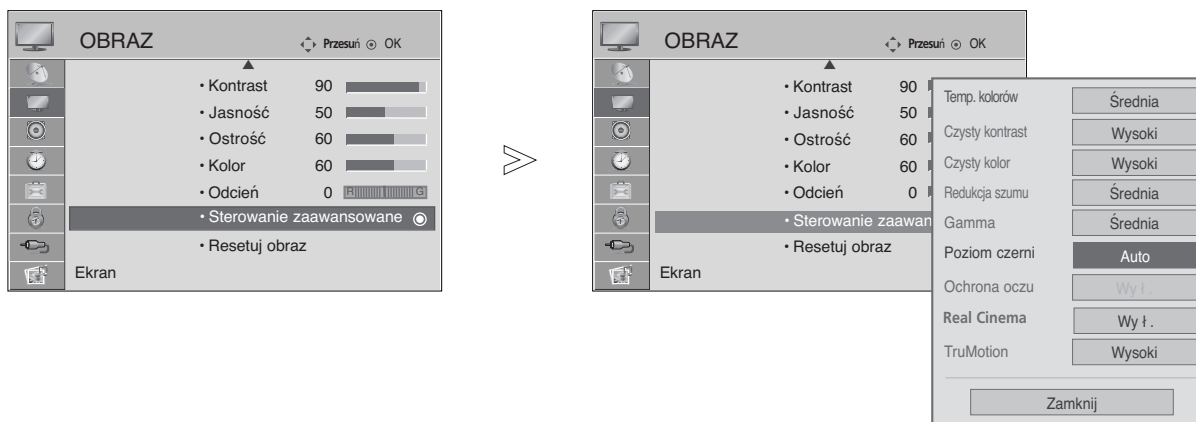 OBRAZ
Przesuń OK
• Kontrast 90
• Jasność 50
• Ostrość 60
• Kolor 60
• Odcień 0 R G
• Sterowanie zaawansowane
• Resetuj obraz
Ekran
OBRAZ
Przesuń OK
• Kontrast 90
• Jasność 50
• Ostrość 60
• Kolor 60
• Odcień 0
• Sterowanie zaawan
• Resetuj obraz
Ekran
Temp. kolorów Średnia
Czysty kontrast Wysoki
Czysty kolor Wysoki
Redukcja szumu Średnia
Gamma Średnia
Poziom czerni Auto
Ochrona oczu Wył.
Real Cinema Wył.
TruMotion Wysoki
Zamknij